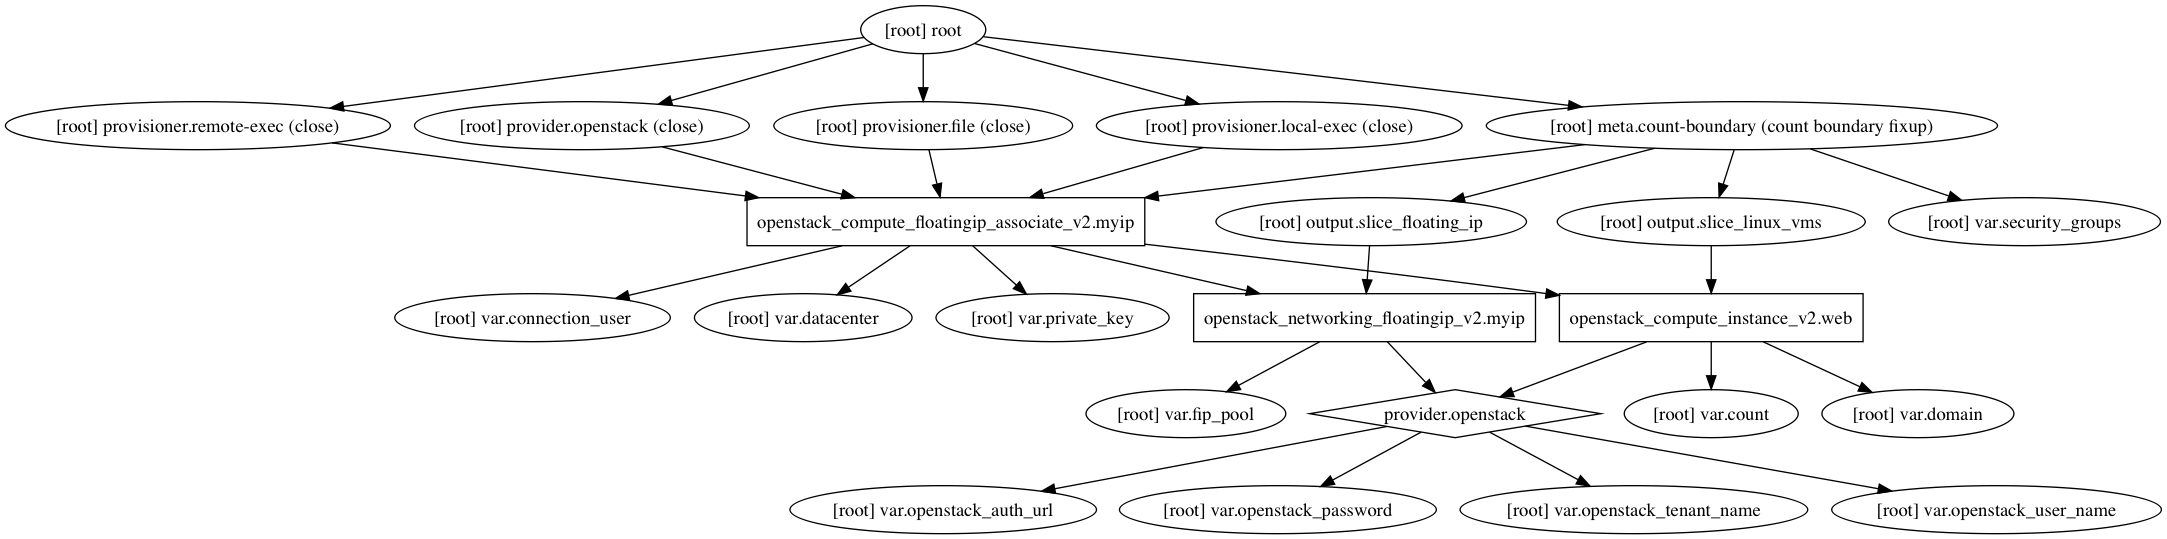 [root] root
[root] provisioner.remote-exec (close)
[root] provider.openstack (close)
[root] provisioner.file (close)
[root] provisioner.local-exec (close)
[root] meta.count-boundary (count boundary fixup)
openstack_compute_floatingip_associate_v2.myip
[root] output.slice_floating_ip
[root] output.slice_linux_vms
[root] var.security_groups
[root] var.connection_user
[root] var.datacenter
[root] var.private_key
openstack_networking_floatingip_v2.myip
openstack_compute_instance_v2.web
[root] var.fip_pool
provider.openstack
[root] var.count
[root] var.domain
[root] var.openstack_auth_url
[root] var.openstack_password
[root] var.openstack_tenant_name
[root] var.openstack_user_name